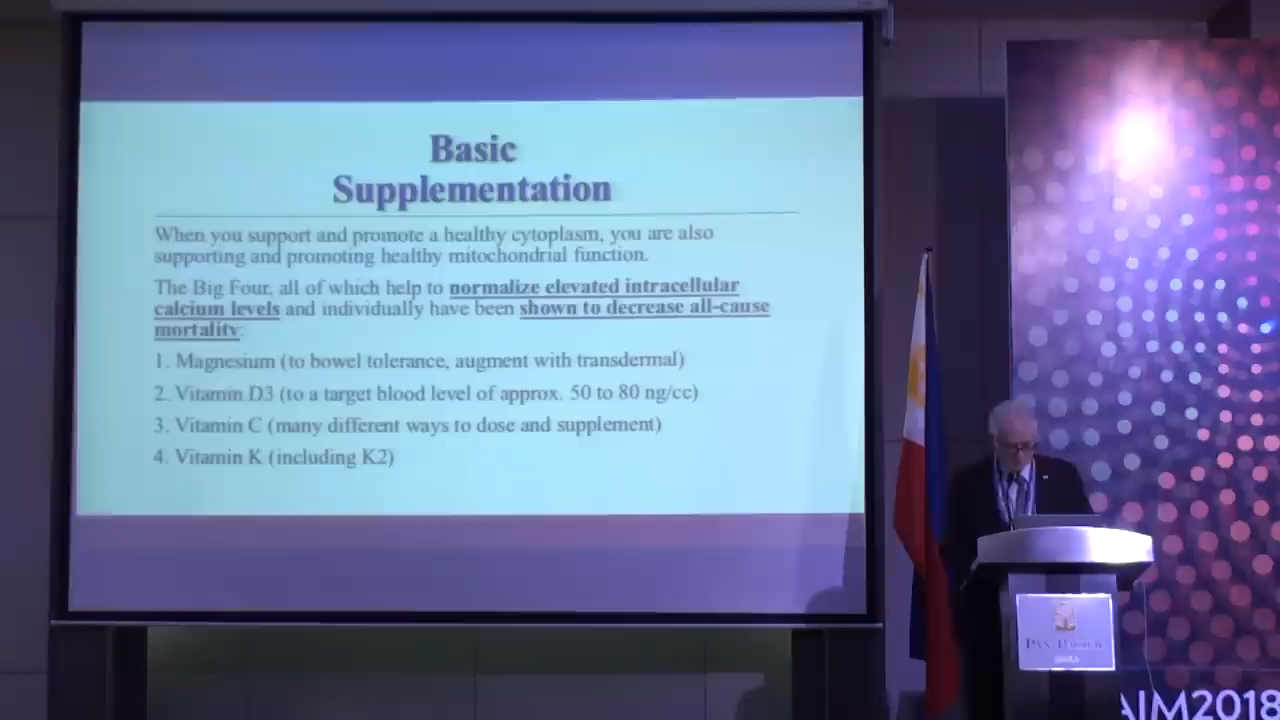 Basic
Supplementation
When you support and promote a healthy cytoplasm, you are also
supporting and promoting healthy mitochondrial function.
The Big Four, all of which help to normalize elevated intracellular
calcium levels and individually have been shown to decrease all-cause
mortality:
1. Magnesium (to bowel tolerance, augment with transdermal)
2. Vitamin D3 (to a target blood level of approx. 50 to 80 ng/cc)
3. Vitamin C (many different ways to dose and supplement)
4. Vitamin K (including K2)
PAN PACIFIC
AIM2018